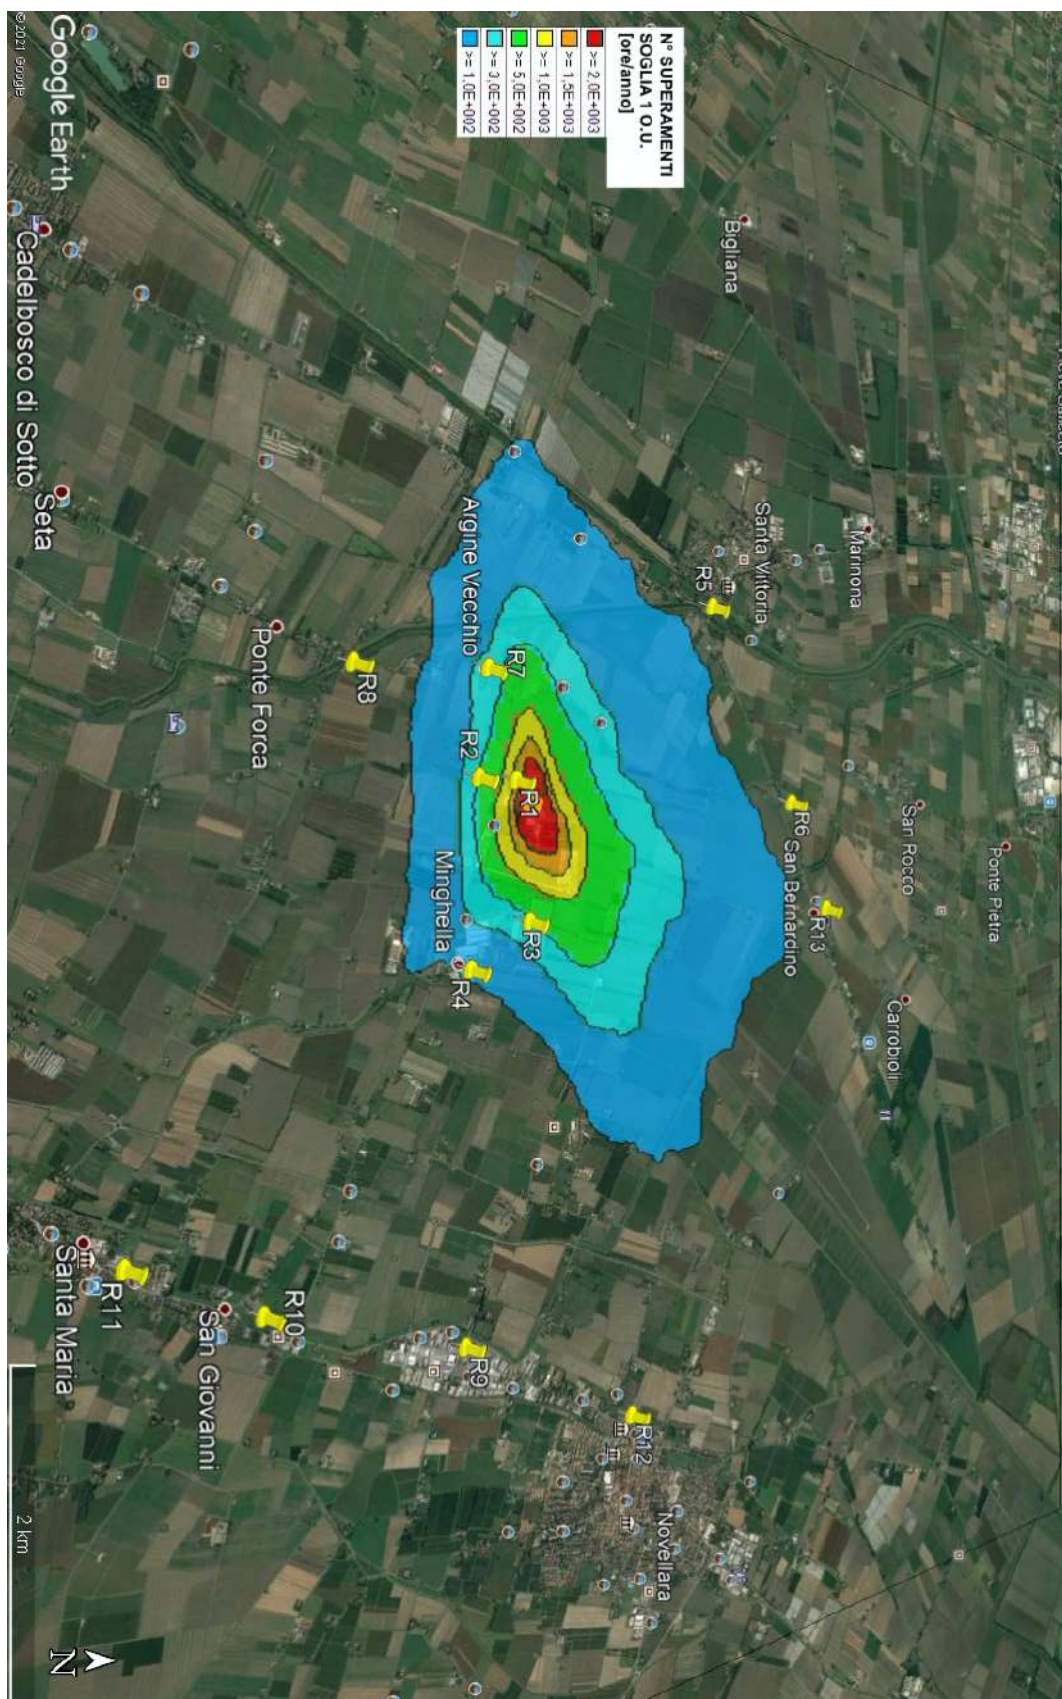 N° SUPERAMENTI
SOGLIA 1 O.U.
[ore/anno]
>= 2,0E+003
>= 1,5E+003
>= 1,0E+003
>= 5,0E+002
>= 3,0E+002
>= 1,0E+002
Ponte Pietra
San Rocco
Carrobioli
Marinona
R13
R6
San Bernardino
Santa Vittoria
Bigliana
R5
Novellara
R12
R3
R1
R7
R9
R4
R2
Argine Vecchio
Minghella
R8
R10
Ponte Forca
San Giovanni
R11
Santa Maria
Seta
Cadelbosco di Sotto
Google Earth
©2021 Google
2 km
N